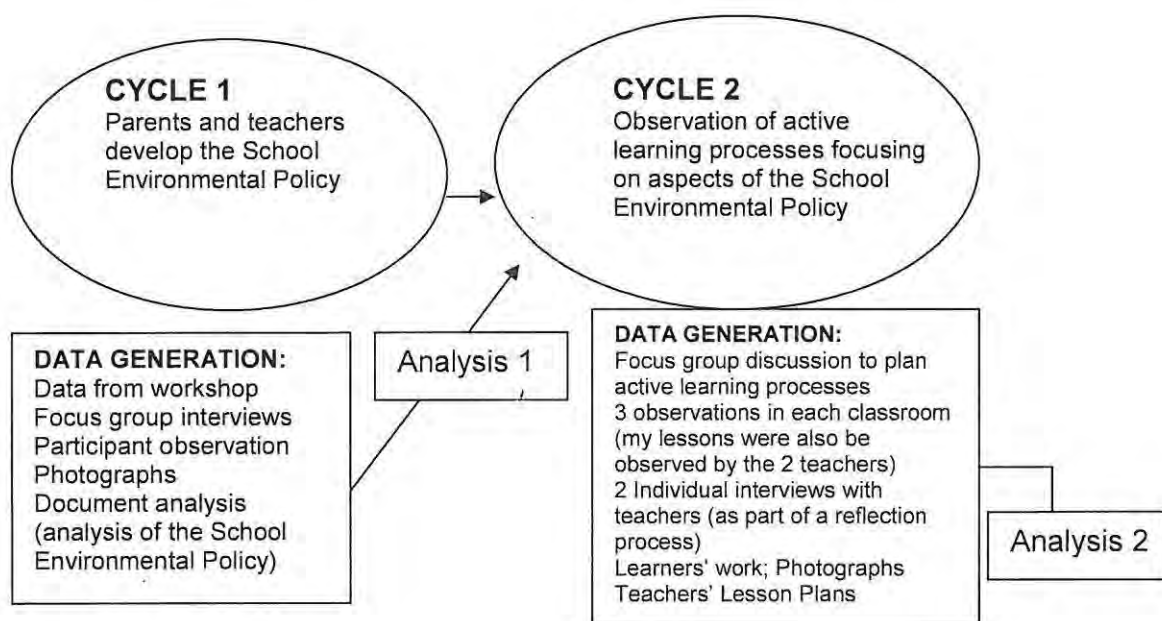 CYCLE 1
Parents and teachers
develop the School
Environmental Policy
CYCLE 2
Observation of active
learning processes focusing
on aspects of the School
Environmental Policy
DATA GENERATION:
Data from workshop
Focus group interviews
Participant observation
Photographs
Document analysis
(analysis of the School
Environmental Policy)
Analysis 1
DATA GENERATION:
Focus group discussion to plan
active learning processes
3 observations in each classroom
(my lessons were also be
observed by the 2 teachers)
2 Individual interviews with
teachers (as part of a reflection
process)
Learners' work; Photographs
Teachers' Lesson Plans
Analysis 2